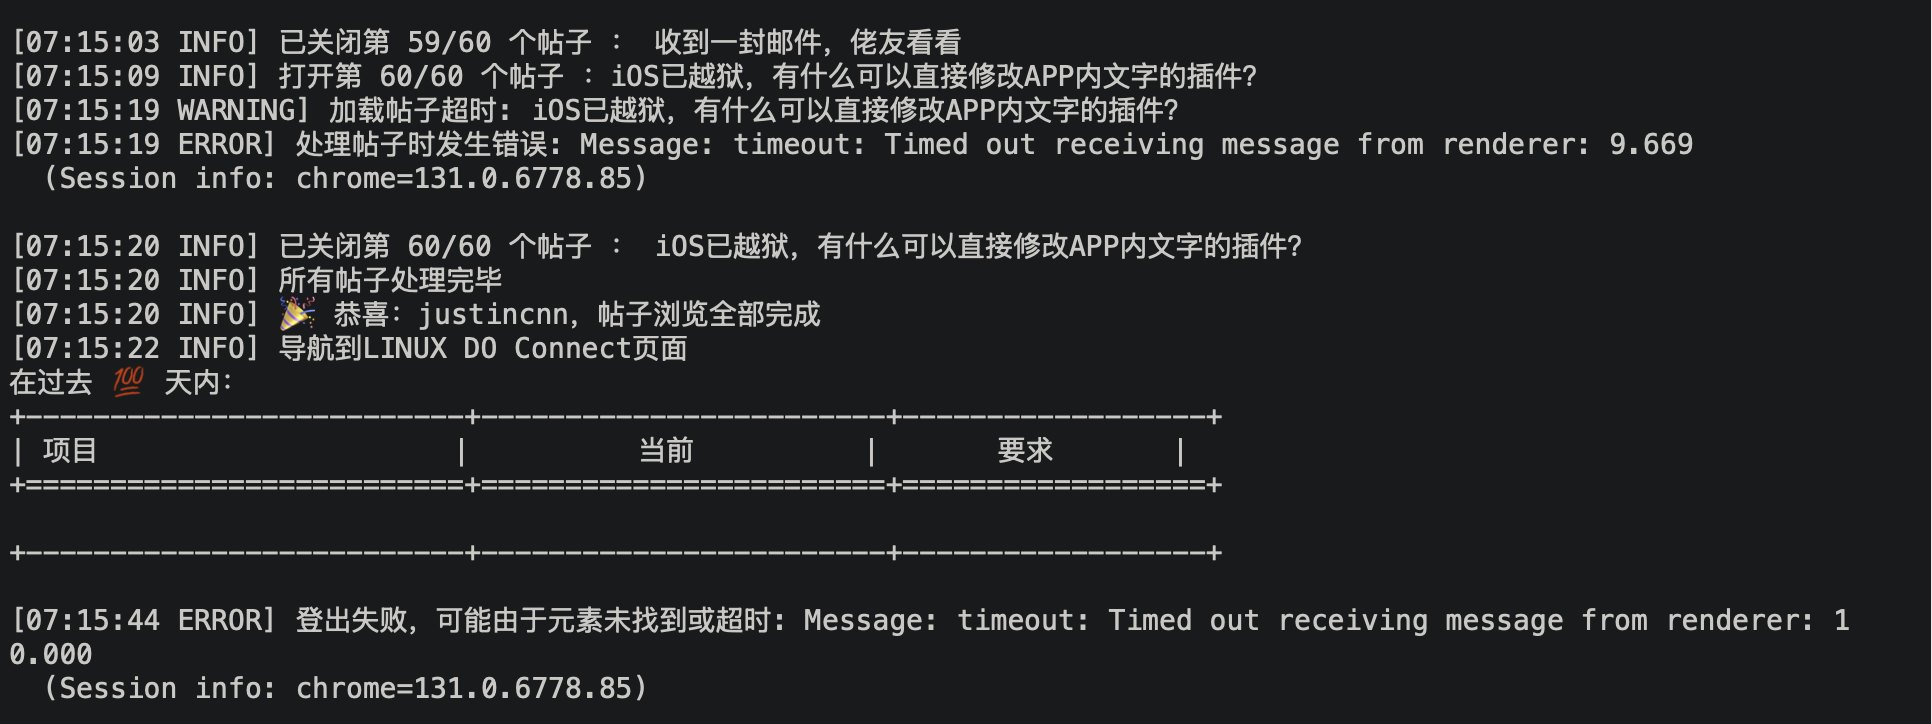 [07:15:03 INFO] 已关闭第 59/60 个帖子 ： 收到一封邮件，佬友看看
[07:15:09 INFO] 打开第 60/60 个帖子 ：iOS已越狱，有什么可以直接修改APP内文字的插件？
[07:15:19 WARNING] 加载帖子超时: iOS已越狱，有什么可以直接修改APP内文字的插件？
[07:15:19 ERROR] 处理帖子时发生错误: Message: timeout: Timed out receiving message from renderer: 9.669
  (Session info: chrome=131.0.6778.85)
[07:15:20 INFO] 已关闭第 60/60 个帖子 ： iOS已越狱，有什么可以直接修改APP内文字的插件？
[07:15:20 INFO] 所有帖子处理完毕
[07:15:20 INFO] 🎉 恭喜：justincnn，帖子浏览全部完成
[07:15:22 INFO] 导航到LINUX DO Connect页面
在过去 💯 天内：
+--------------------------+------------------------+------------------+
| 项目 | 当前 | 要求 |
+==========================+========================+==================+
+--------------------------+------------------------+------------------+
[07:15:44 ERROR] 登出失败，可能由于元素未找到或超时: Message: timeout: Timed out receiving message from renderer: 1
0.000
  (Session info: chrome=131.0.6778.85)